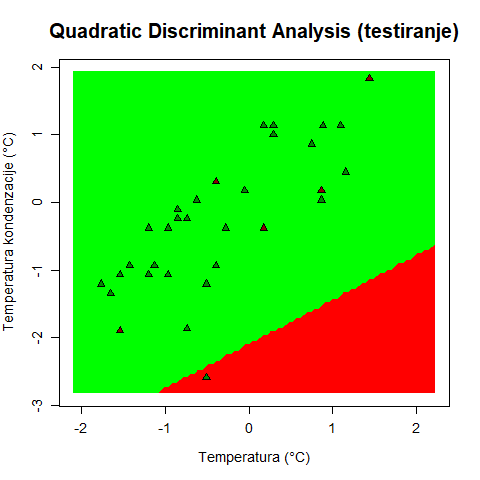 Quadratic Discriminant Analysis (testiranje)
2
1
0
-1
-2
-3
Temperatura kondenzacije (°C)
-2 -1 0 1 2
Temperatura (°C)